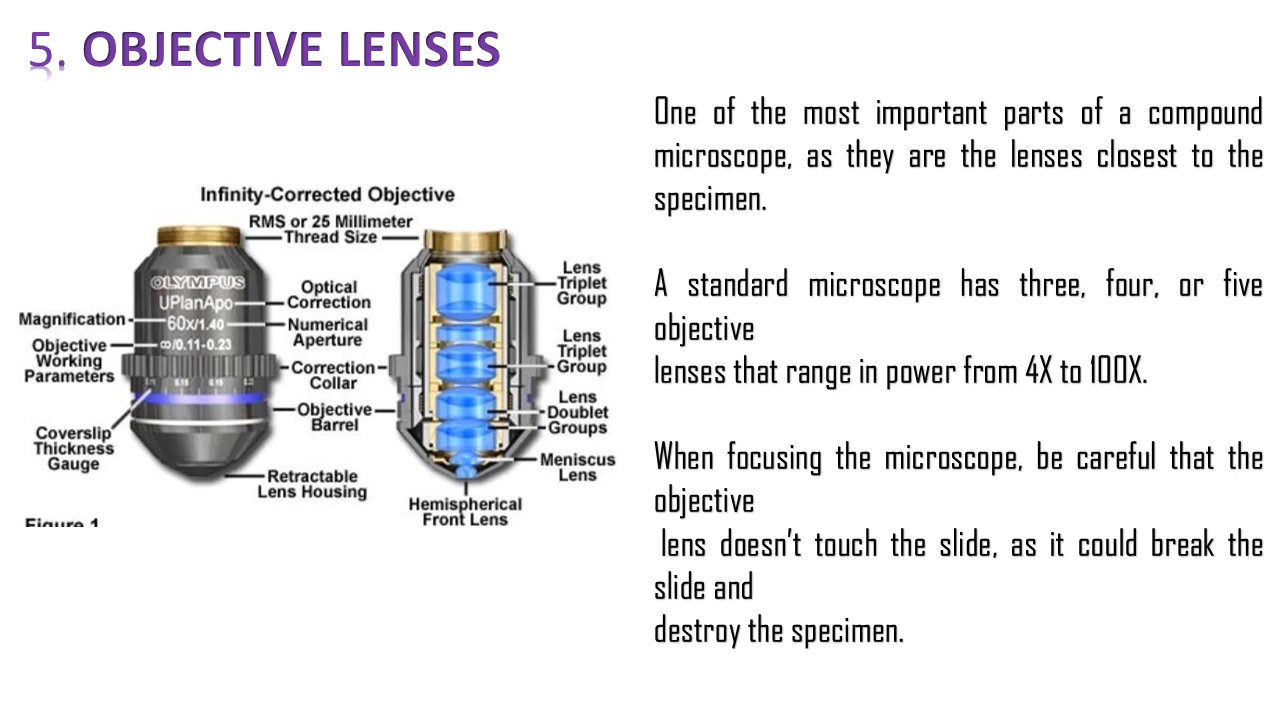 5. OBJECTIVE LENSES
Infinity-Corrected Objective
RMS or 25 Millimeter
Thread Size
OLYMPUS
UPlanApo
60x/1.40
∞/0.11-0.23
Magnification
Objective
Working
Parameters
Coverslip
Thickness
Gauge
Optical
Correction
Numerical
Aperture
Correction
Collar
Objective
Barrel
Retractable
Lens Housing
Lens
Triplet
Group
Lens
Triplet
Group
Lens
Doublet
Groups
Meniscus
Lens
Hemispherical
Front Lens
Figure 1
One of the most important parts of a compound
microscope, as they are the lenses closest to the
specimen.
A standard microscope has three, four, or five
objective
lenses that range in power from 4X to 100X.
When focusing the microscope, be careful that the
objective
lens doesn't touch the slide, as it could break the
slide and
destroy the specimen.